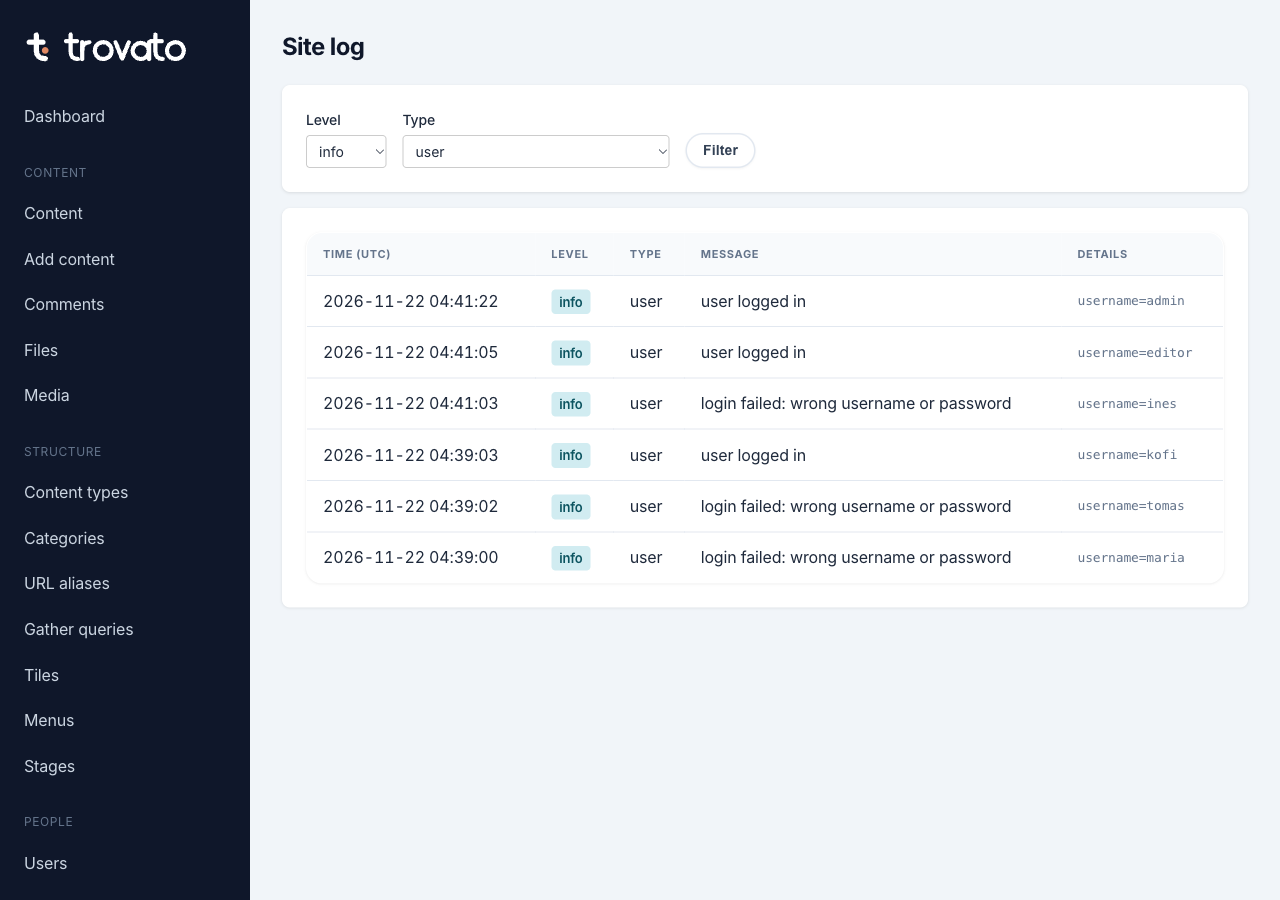 t trovato
Dashboard
CONTENT
Content
Add content
Comments
Files
Media
STRUCTURE
Content types
Categories
URL aliases
Gather queries
Tiles
Menus
Stages
PEOPLE
Users
Site log
Level Type
info user Filter
TIME (UTC) LEVEL TYPE MESSAGE DETAILS
2026-11-22 04:41:22 info user user logged in username=admin
2026-11-22 04:41:05 info user user logged in username=editor
2026-11-22 04:41:03 info user login failed: wrong username or password username=ines
2026-11-22 04:39:03 info user user logged in username=kofi
2026-11-22 04:39:02 info user login failed: wrong username or password username=tomas
2026-11-22 04:39:00 info user login failed: wrong username or password username=maria